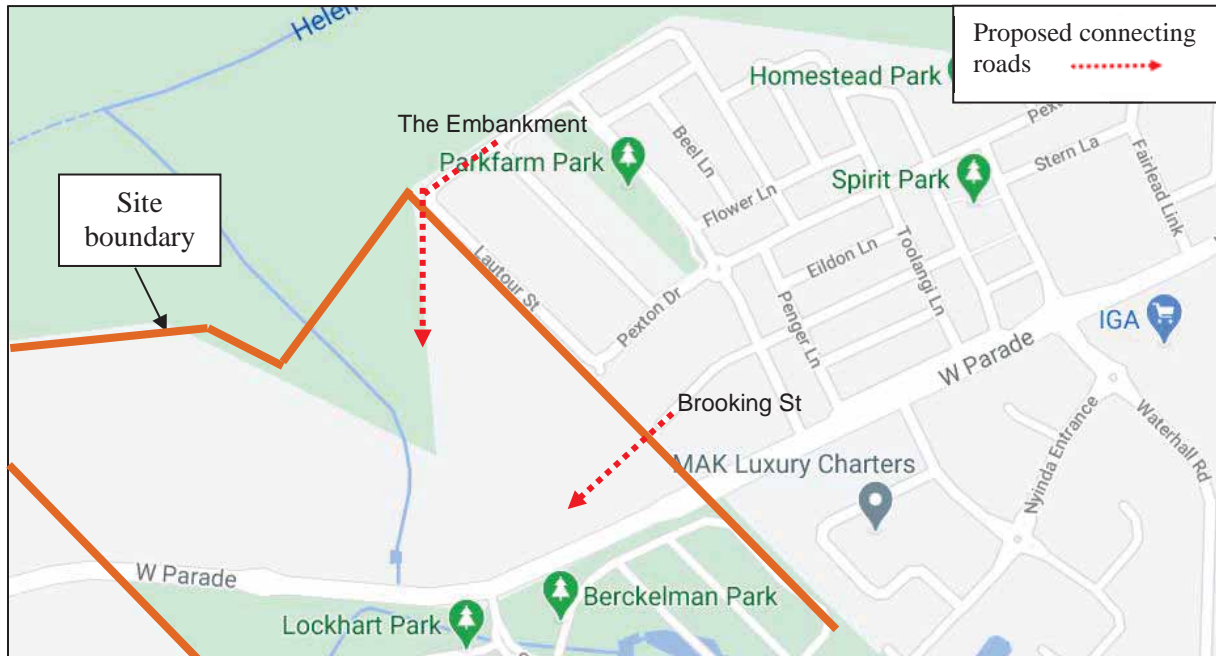 Helen
Proposed connecting
roads
Homestead Park
The Embankment
Parkfarm Park
Beel Ln
Pex
Stern La
Spirit Park
Fairlead Link
Flower Ln
Site
boundary
Lautour St
Eildon Ln
Toolangi Ln
Pexton Dr
Penger Ln
IGA
W Parade
Brooking St
MAK Luxury Charters
Nyinda Entrance
Waterhall Rd
W Parade
Berckelman Park
Lockhart Park